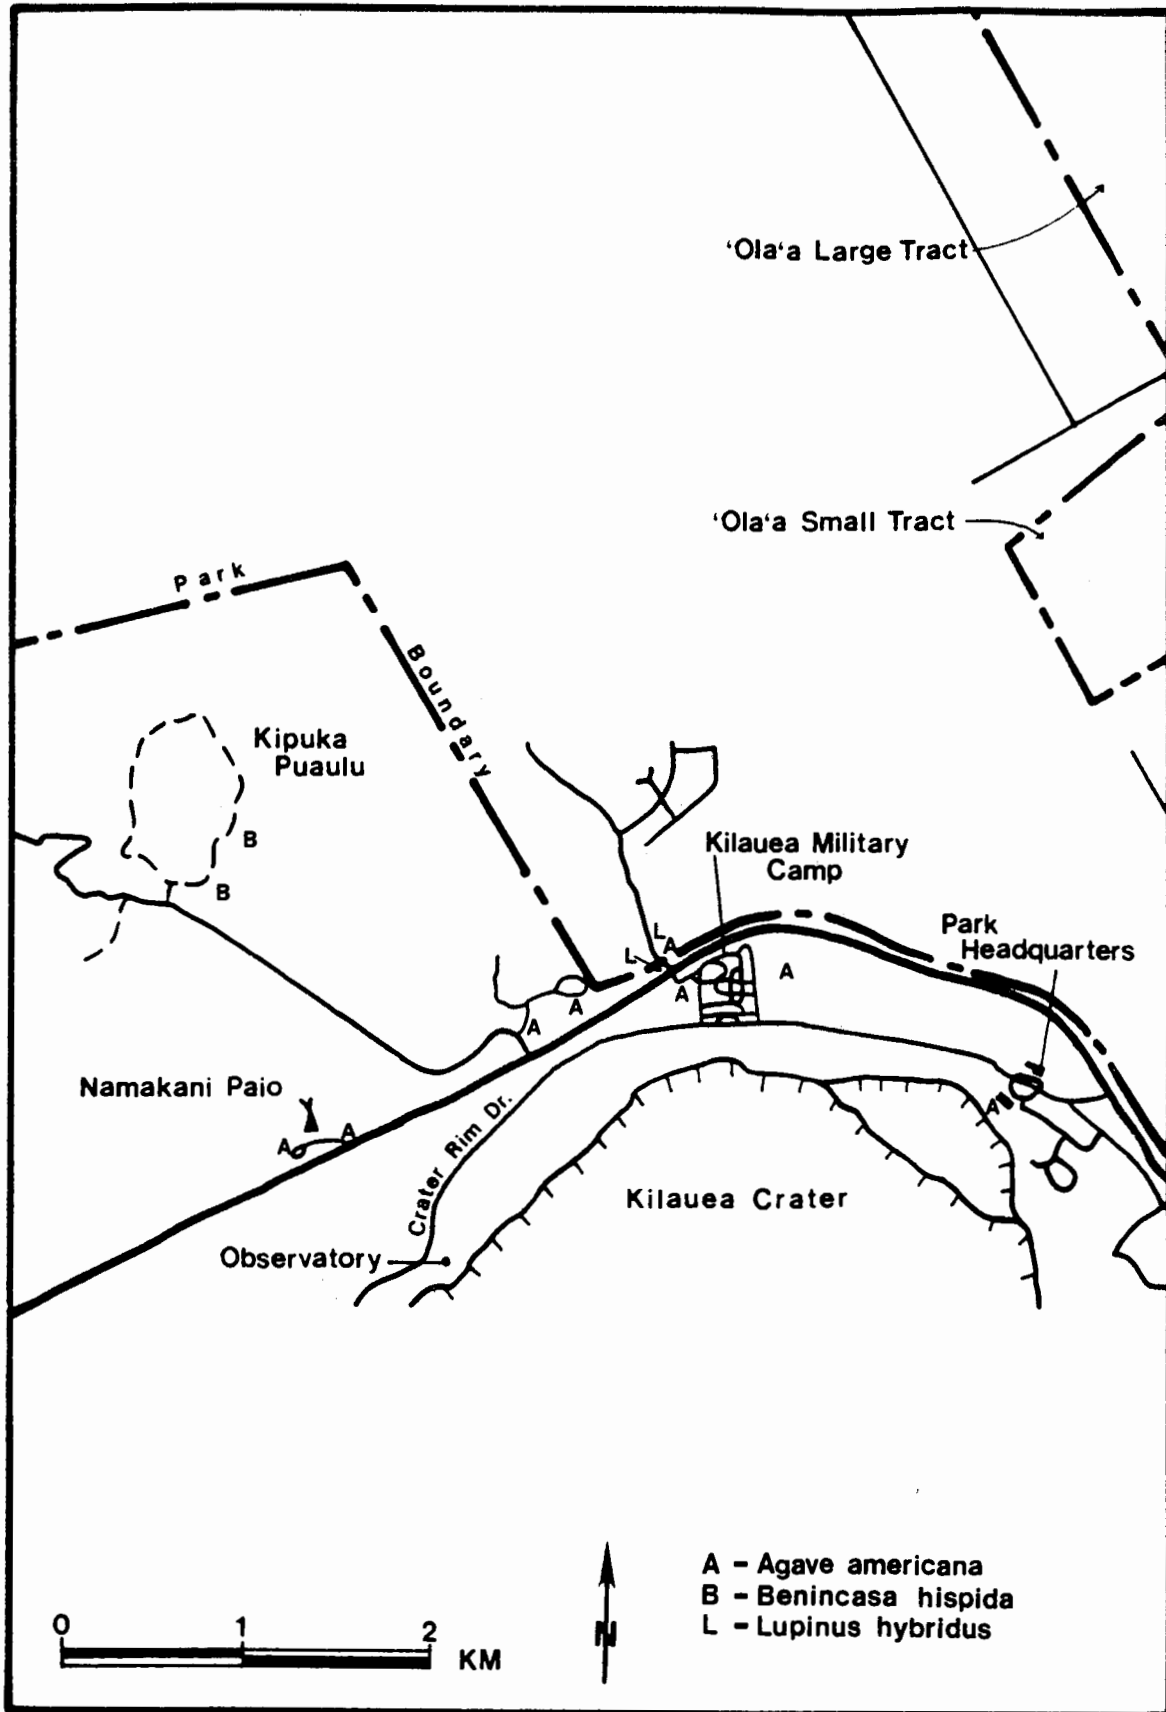 ‘Ola‘a Large Tract
‘Ola‘a Small Tract
Park
Boundary
Kipuka
Puaulu
B
B
Kilauea Military
Camp
Park
Headquarters
L
A
L
A
A
A
A
Namakani Paio
A
A
A
Crater Rim Dr.
Kilauea Crater
Observatory
A – Agave americana
B – Benincasa hispida
L – Lupinus hybridus
0 1 2
KM
N